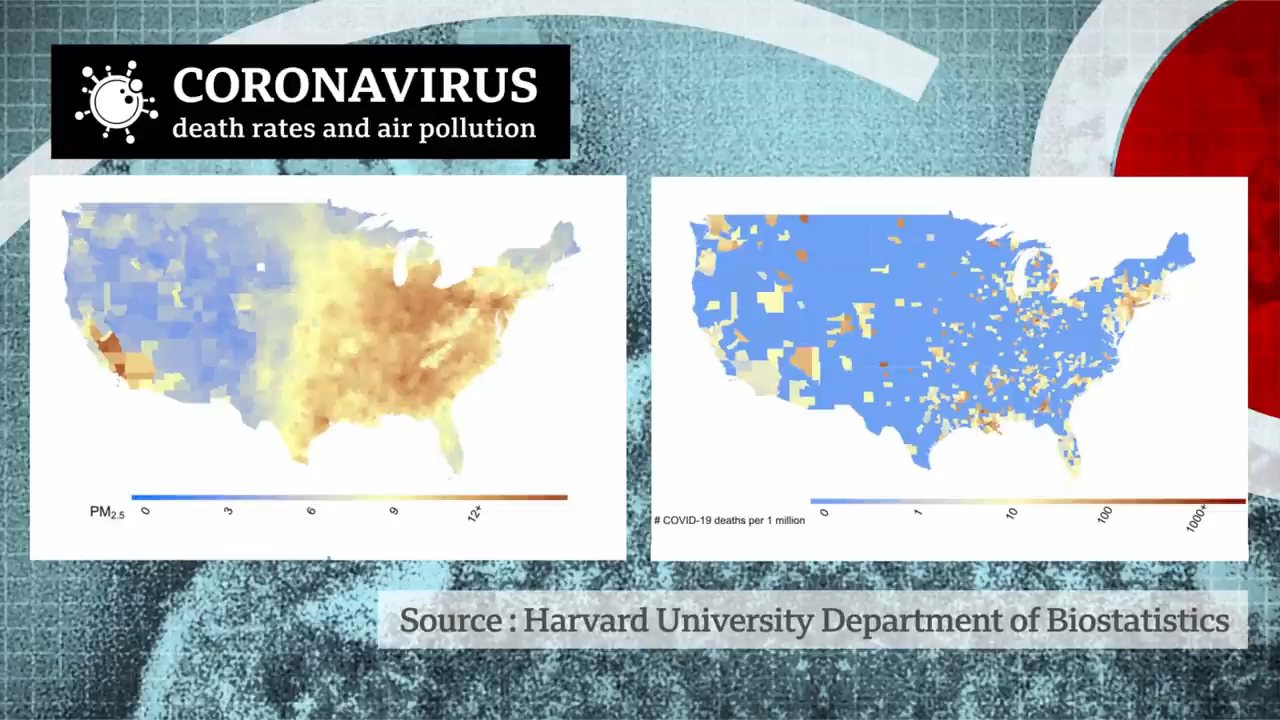 CORONAVIRUS
death rates and air pollution
PM2.5
0 3 6 9 12+
# COVID-19 deaths per 1 million
0 1 10 100 1000+
Source : Harvard University Department of Biostatistics